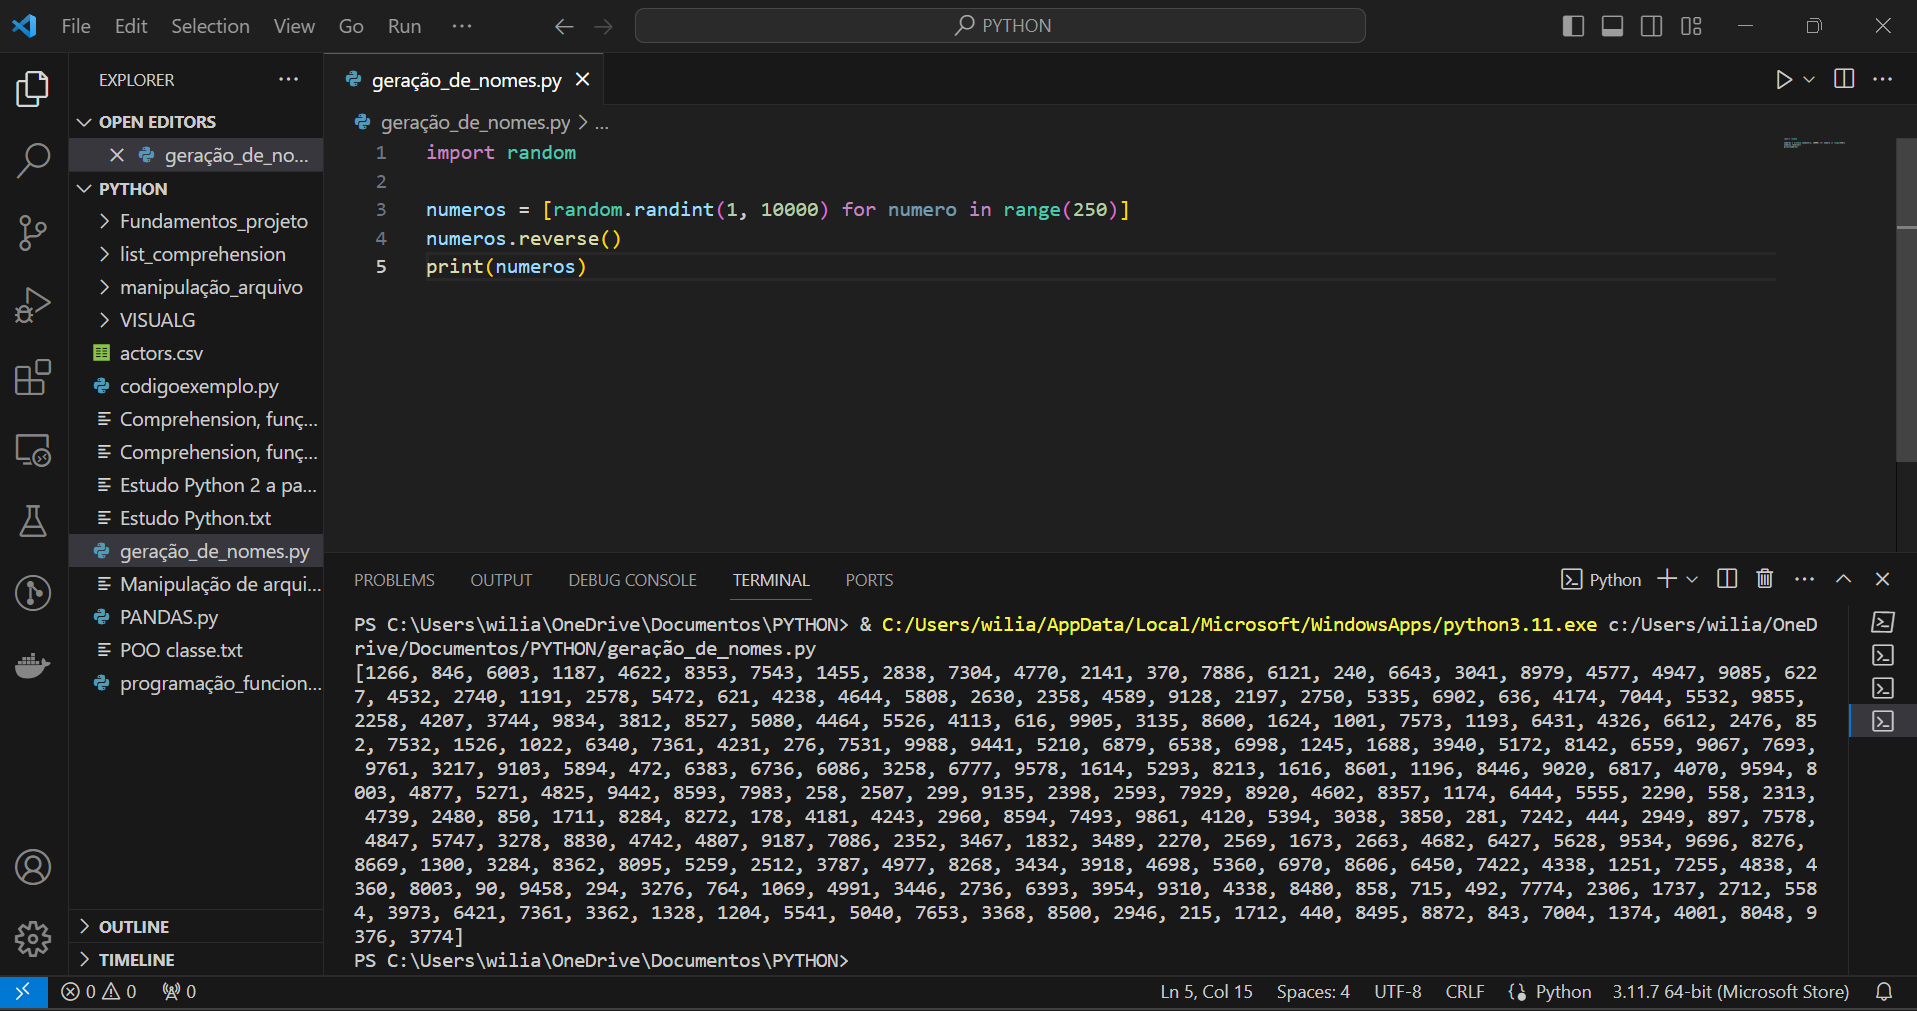 File Edit Selection View Go Run ...
PYTHON
EXPLORER
OPEN EDITORS
geração_de_no...
PYTHON
Fundamentos_projeto
list_comprehension
manipulação_arquivo
VISUALG
actors.csv
codigoexemplo.py
Comprehension, funç...
Comprehension, funç...
Estudo Python 2 a pa...
Estudo Python.txt
geração_de_nomes.py
Manipulação de arqui...
PANDAS.py
POO classe.txt
programação_funcion...
OUTLINE
TIMELINE
geração_de_nomes.py
geração_de_nomes.py > ...
1 import random
2
3 numeros = [random.randint(1, 10000) for numero in range(250)]
4 numeros.reverse()
5 print(numeros)
PROBLEMS OUTPUT DEBUG CONSOLE TERMINAL PORTS
Python
PS C:\Users\wilia\OneDrive\Documentos\PYTHON> & C:/Users/wilia/AppData/Local/Microsoft/WindowsApps/python3.11.exe c:/Users/wilia/OneD
rive/Documentos/PYTHON/geração_de_nomes.py
[1266, 846, 6003, 1187, 4622, 8353, 7543, 1455, 2838, 7304, 4770, 2141, 370, 7886, 6121, 240, 6643, 3041, 8979, 4577, 4947, 9085, 622
7, 4532, 2740, 1191, 2578, 5472, 621, 4238, 4644, 5808, 2630, 2358, 4589, 9128, 2197, 2750, 5335, 6902, 636, 4174, 7044, 5532, 9855,
2258, 4207, 3744, 9834, 3812, 8527, 5080, 4464, 5526, 4113, 616, 9905, 3135, 8600, 1624, 1001, 7573, 1193, 6431, 4326, 6612, 2476, 85
2, 7532, 1526, 1022, 6340, 7361, 4231, 276, 7531, 9988, 9441, 5210, 6879, 6538, 6998, 1245, 1688, 3940, 5172, 8142, 6559, 9067, 7693,
9761, 3217, 9103, 5894, 472, 6383, 6736, 6086, 3258, 6777, 9578, 1614, 5293, 8213, 1616, 8601, 1196, 8446, 9020, 6817, 4070, 9594, 8
003, 4877, 5271, 4825, 9442, 8593, 7983, 258, 2507, 299, 9135, 2398, 2593, 7929, 8920, 4602, 8357, 1174, 6444, 5555, 2290, 558, 2313,
4739, 2480, 850, 1711, 8284, 8272, 178, 4181, 4243, 2960, 8594, 7493, 9861, 4120, 5394, 3038, 3850, 281, 7242, 444, 2949, 897, 7578,
4847, 5747, 3278, 8830, 4742, 4807, 9187, 7086, 2352, 3467, 1832, 3489, 2270, 2569, 1673, 2663, 4682, 6427, 5628, 9534, 9696, 8276,
8669, 1300, 3284, 8362, 8095, 5259, 2512, 3787, 4977, 8268, 3434, 3918, 4698, 5360, 6970, 8606, 6450, 7422, 4338, 1251, 7255, 4838, 4
360, 8003, 90, 9458, 294, 3276, 764, 1069, 4991, 3446, 2736, 6393, 3954, 9310, 4338, 8480, 858, 715, 492, 7774, 2306, 1737, 2712, 558
4, 3973, 6421, 7361, 3362, 1328, 1204, 5541, 5040, 7653, 3368, 8500, 2946, 215, 1712, 440, 8495, 8872, 843, 7004, 1374, 4001, 8048, 9
376, 3774]
PS C:\Users\wilia\OneDrive\Documentos\PYTHON>
0 0 0 Ln 5, Col 15 Spaces: 4 UTF-8 CRLF Python 3.11.7 64-bit (Microsoft Store)